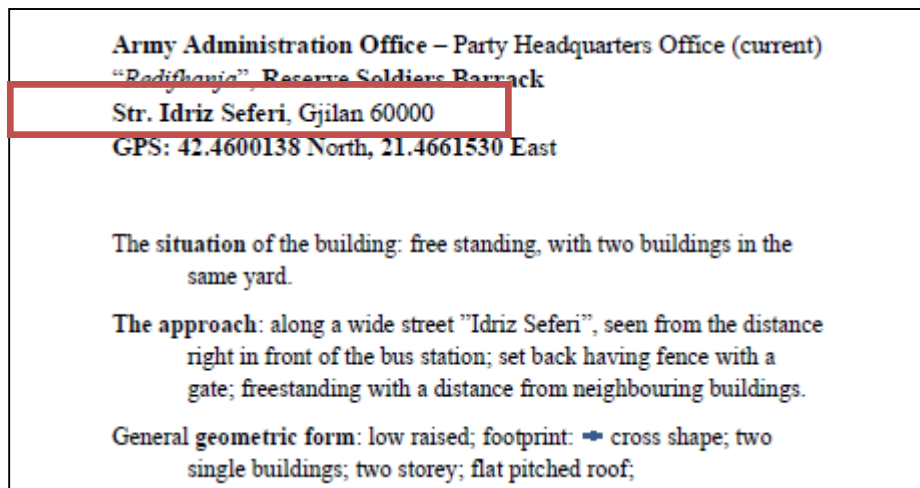 Army Administration Office – Party Headquarters Office (current)
“Redifhanja”, Reserve Soldiers Barrack
Str. Idriz Seferi, Gjilan 60000
GPS: 42.4600138 North, 21.4661530 East
The situation of the building: free standing, with two buildings in the
same yard.
The approach: along a wide street ”Idriz Seferi”, seen from the distance
right in front of the bus station; set back having fence with a
gate; freestanding with a distance from neighbouring buildings.
General geometric form: low raised; footprint: cross shape; two
single buildings; two storey; flat pitched roof;